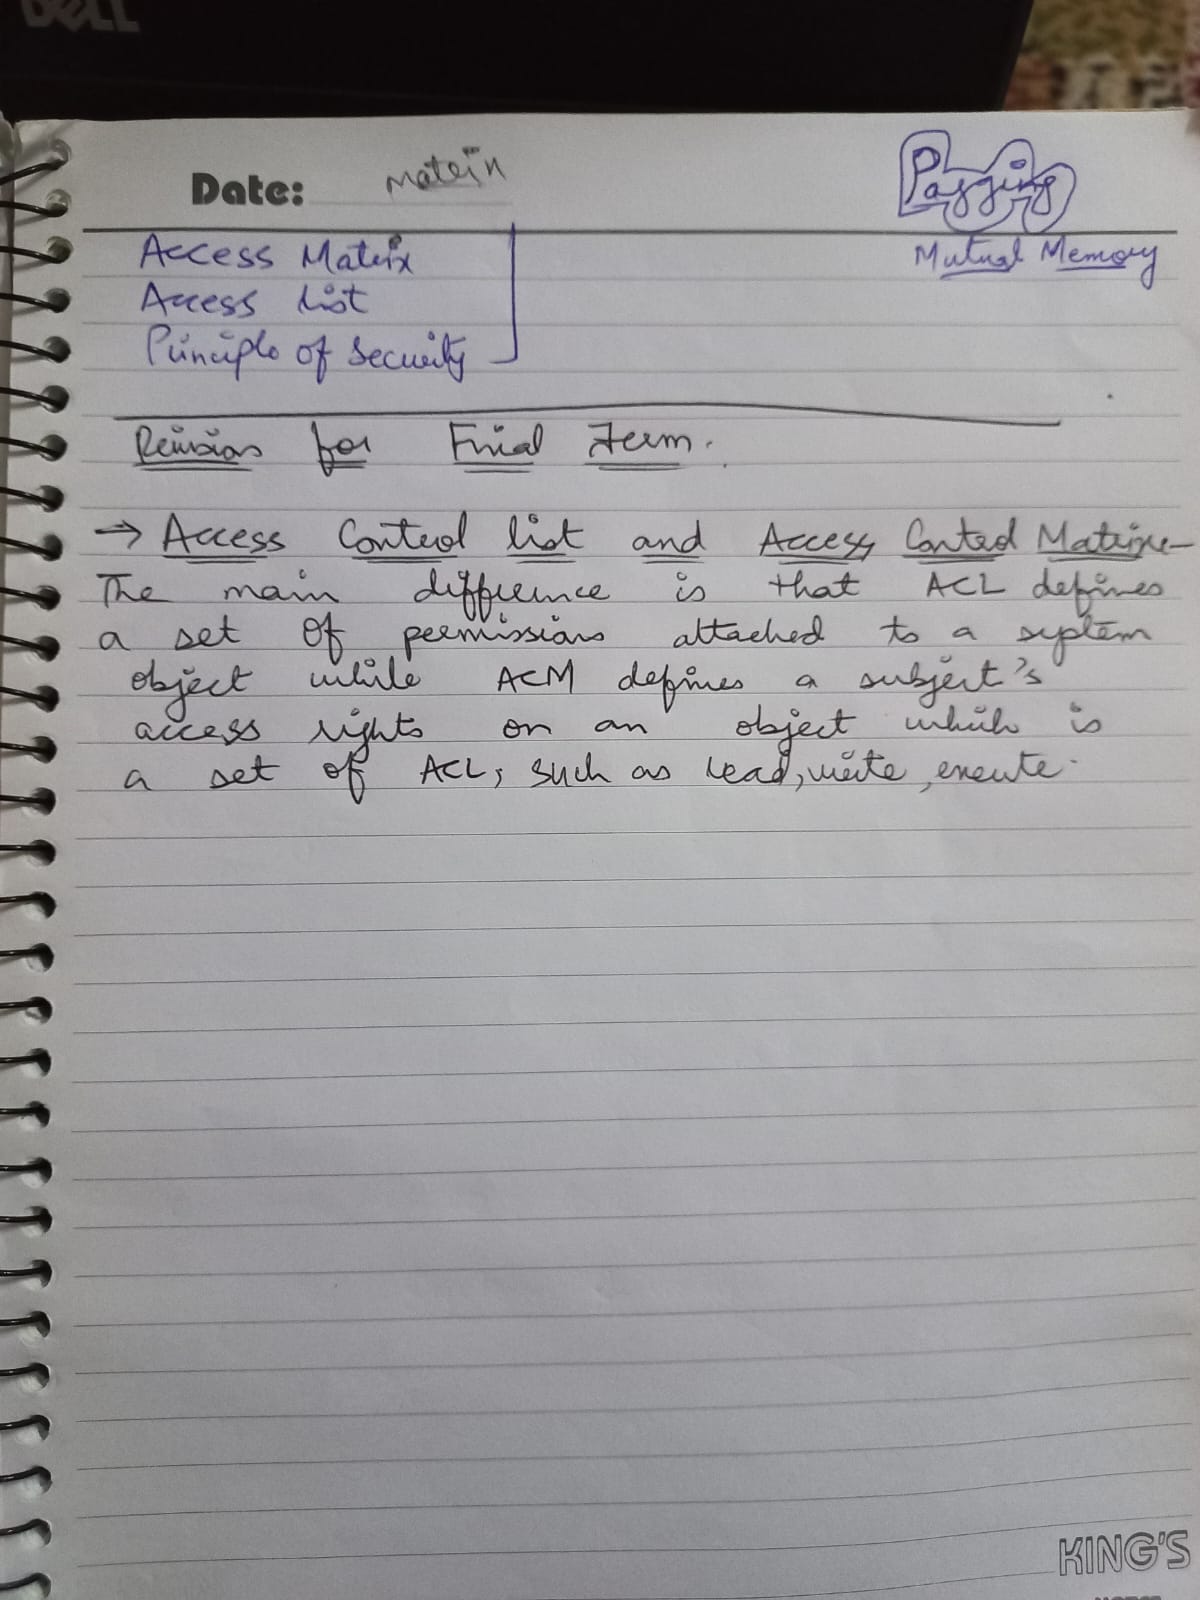 DELL
Date: matein
Pagging
Mutual Memory
Access Matrix
Access list
Principle of Security
Revision for Final Term.
→ Access Control list and Access Control Matrix-
The main difference is that ACL defines
a set of permissions attached to a system
object while ACM defines a subject's
access rights on an object which is
a set of ACL, such as read, write, execute.
KING'S